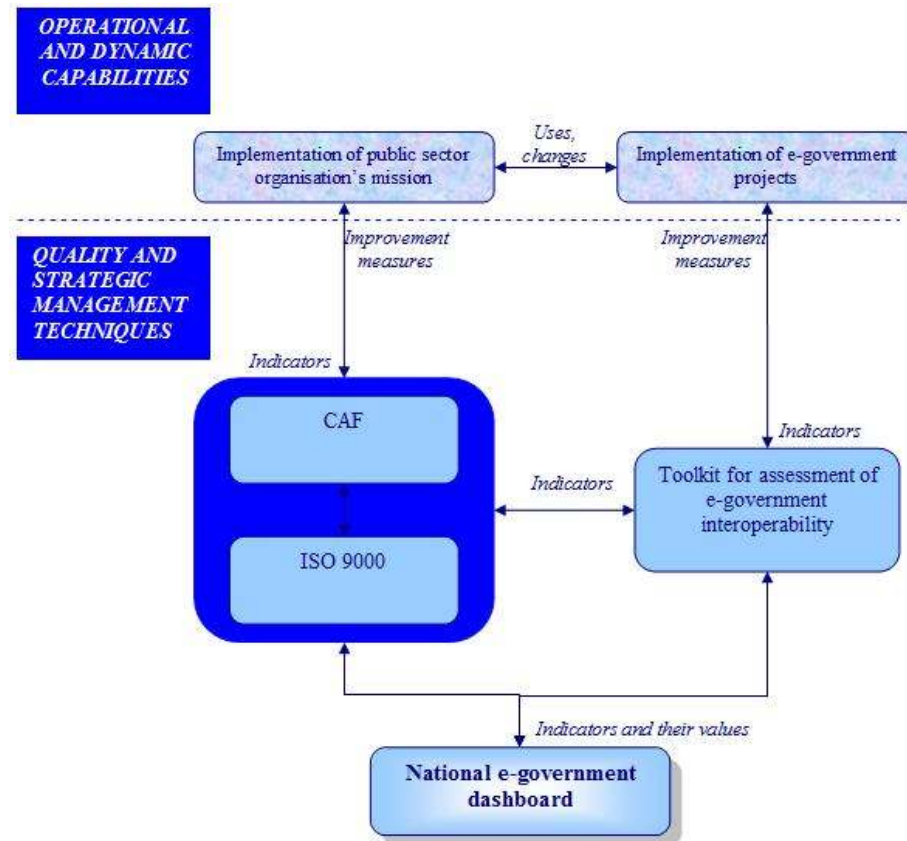 OPERATIONAL
AND DYNAMIC
CAPABILITIES
Implementation of public sector
organisation's mission
Uses,
changes
Implementation of e-government
projects
QUALITY AND
STRATEGIC
MANAGEMENT
TECHNIQUES
Improvement
measures
Improvement
measures
Indicators
CAF
ISO 9000
Indicators
Indicators
Toolkit for assessment of
e-government
interoperability
Indicators and their values
National e-government
dashboard